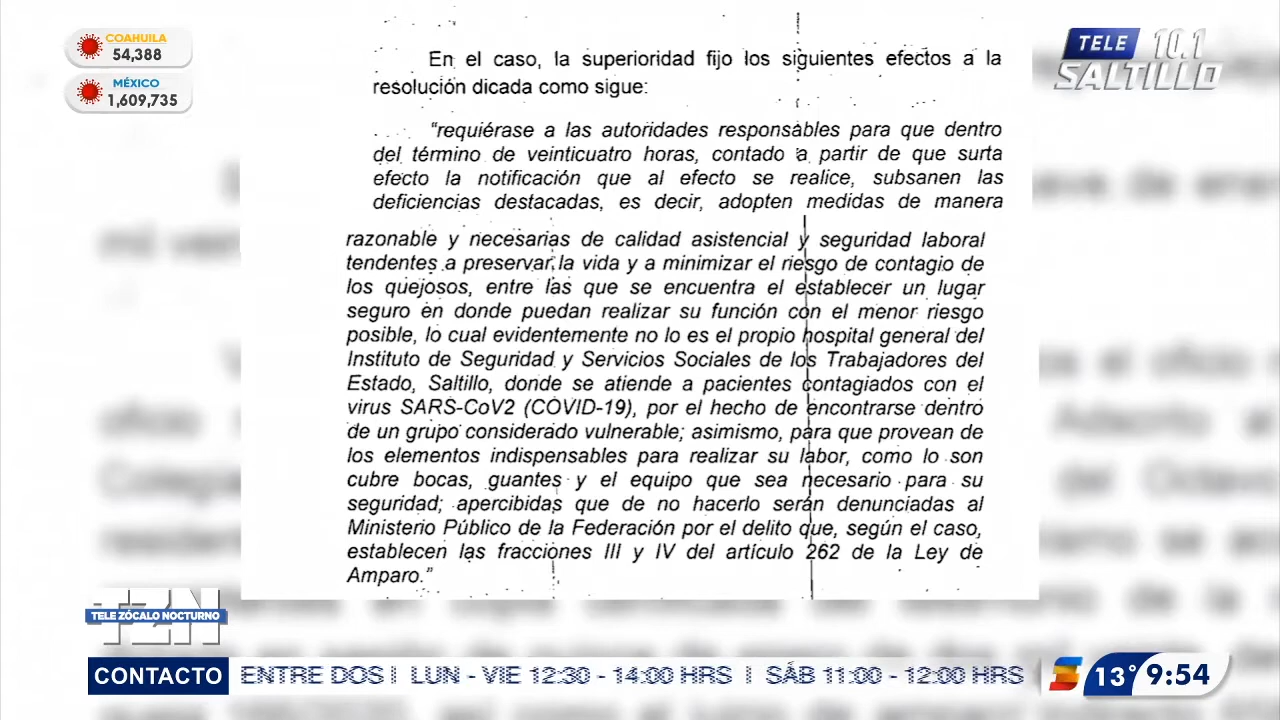 COAHUILA
54,388
MÉXICO
1,609,735
TELE 10.1
SALTILLO
En el caso, la superioridad fijo los siguientes efectos a la
resolución dicada como sigue:
"requiérase a las autoridades responsables para que dentro
del término de veinticuatro horas, contado a partir de que surta
efecto la notificación que al efecto se realice, subsanen las
deficiencias destacadas, es decir, adopten medidas de manera
razonable y necesarias de calidad asistencial y seguridad laboral
tendentes a preservar la vida y a minimizar el riesgo de contagio de
los quejosos, entre las que se encuentra el establecer un lugar
seguro en donde puedan realizar su función con el menor riesgo
posible, lo cual evidentemente no lo es el propio hospital general del
Instituto de Seguridad y Servicios Sociales de los Trabajadores del
Estado, Saltillo, donde se atiende a pacientes contagiados con el
virus SARS-CoV2 (COVID-19), por el hecho de encontrarse dentro
de un grupo considerado vulnerable; asimismo, para que provean de
los elementos indispensables para realizar su labor, como lo son
cubre bocas, guantes y el equipo que sea necesario para su
seguridad; apercibidas que de no hacerlo serán denunciadas al
Ministerio Público de la Federación por el delito que, según el caso,
establecen las fracciones III y IV del artículo 262 de la Ley de
Amparo."
TZN
TELE ZÓCALO NOCTURNO
CONTACTO ENTRE DOS | LUN - VIE 12:30 - 14:00 HRS | SÁB 11:00 - 12:00 HRS
13° 9:54